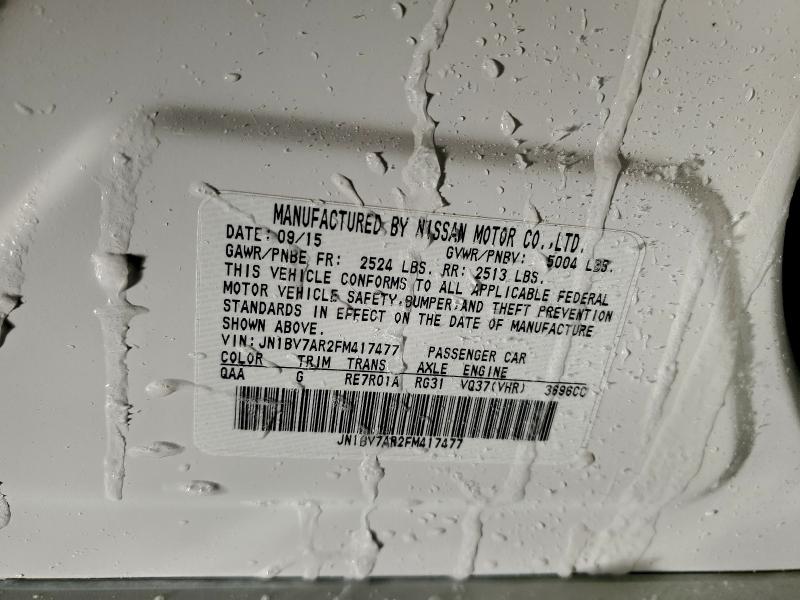 MANUFACTURED BY NISSAN MOTOR CO.,LTD.
DATE: 09/15 GVWR/PNBV: 5004 LBS.
GAWR/PNBE FR: 2524 LBS. RR: 2513 LBS.
THIS VEHICLE CONFORMS TO ALL APPLICABLE FEDERAL
MOTOR VEHICLE SAFETY,BUMPER,AND THEFT PREVENTION
STANDARDS IN EFFECT ON THE DATE OF MANUFACTURE
SHOWN ABOVE.
VIN: JN1BV7AR2FM417477 PASSENGER CAR
COLOR TRIM TRANS AXLE ENGINE
QAA G RE7R01A RG31 VQ37(VHR) 3696CC
JN1BV7AR2FM417477